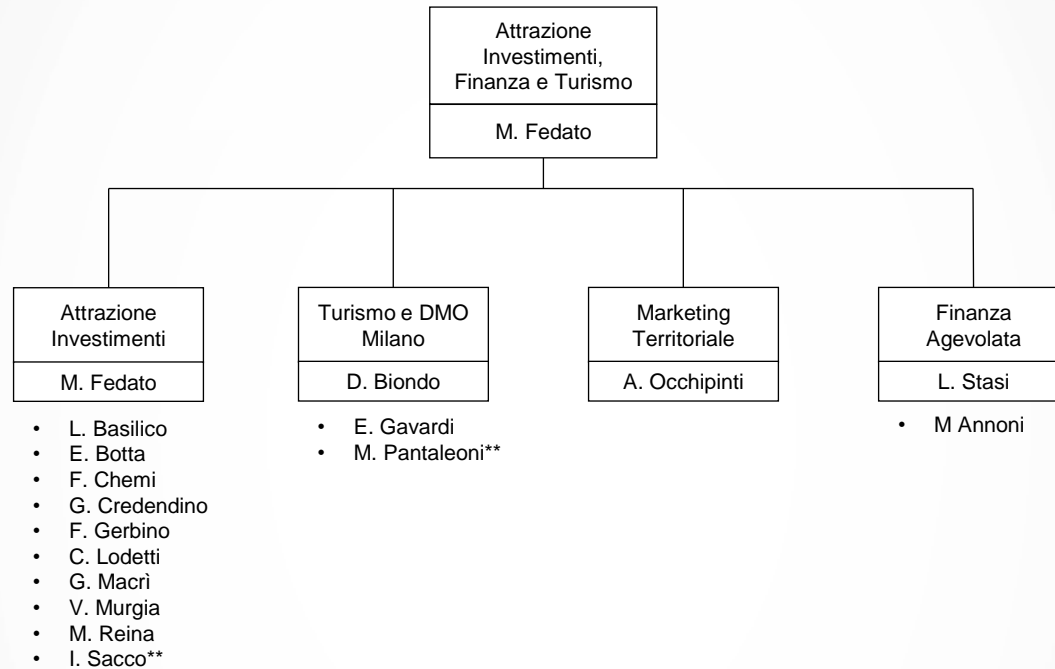 Attrazione
Investimenti,
Finanza e Turismo
M. Fedato
Attrazione
Investimenti
M. Fedato
• L. Basilico
• E. Botta
• F. Chemi
• G. Credendino
• F. Gerbino
• C. Lodetti
• G. Macrì
• V. Murgia
• M. Reina
• I. Sacco**
Turismo e DMO
Milano
D. Biondo
• E. Gavardi
• M. Pantaleoni**
Marketing
Territoriale
A. Occhipinti
Finanza
Agevolata
L. Stasi
• M Annoni